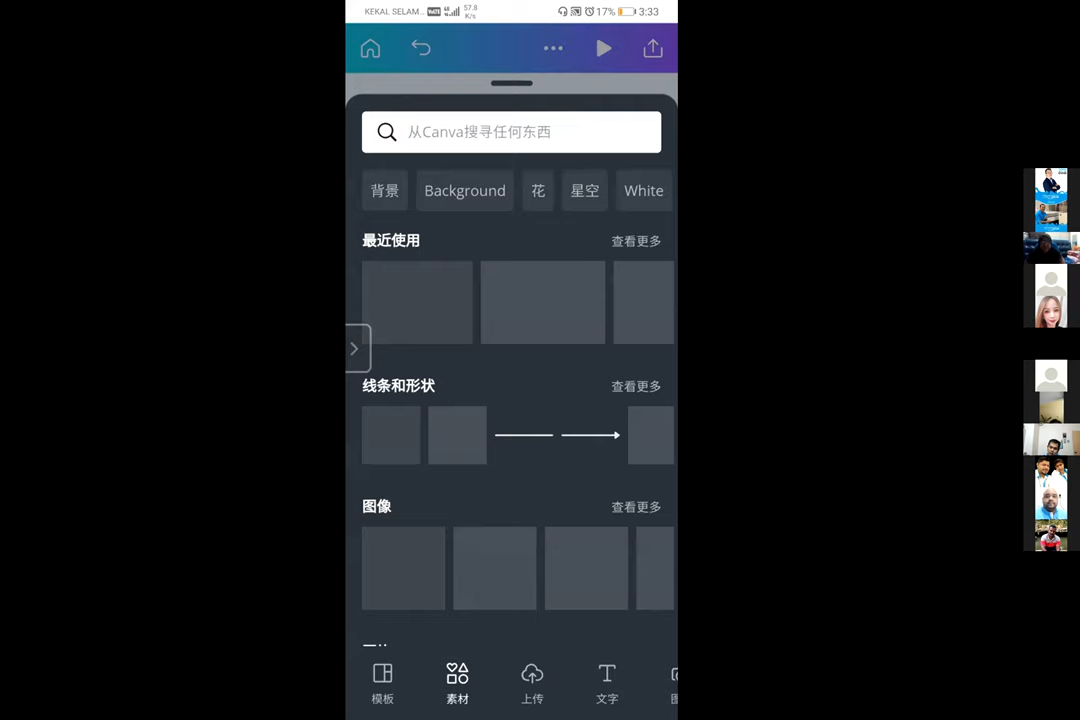 KEKAL SELAM..
57.8
K/s
17%
3:33
从Canva搜寻任何东西
背景 Background 花 星空 White
最近使用 查看更多
线条和形状 查看更多
图像 查看更多
模板 素材 上传 文字